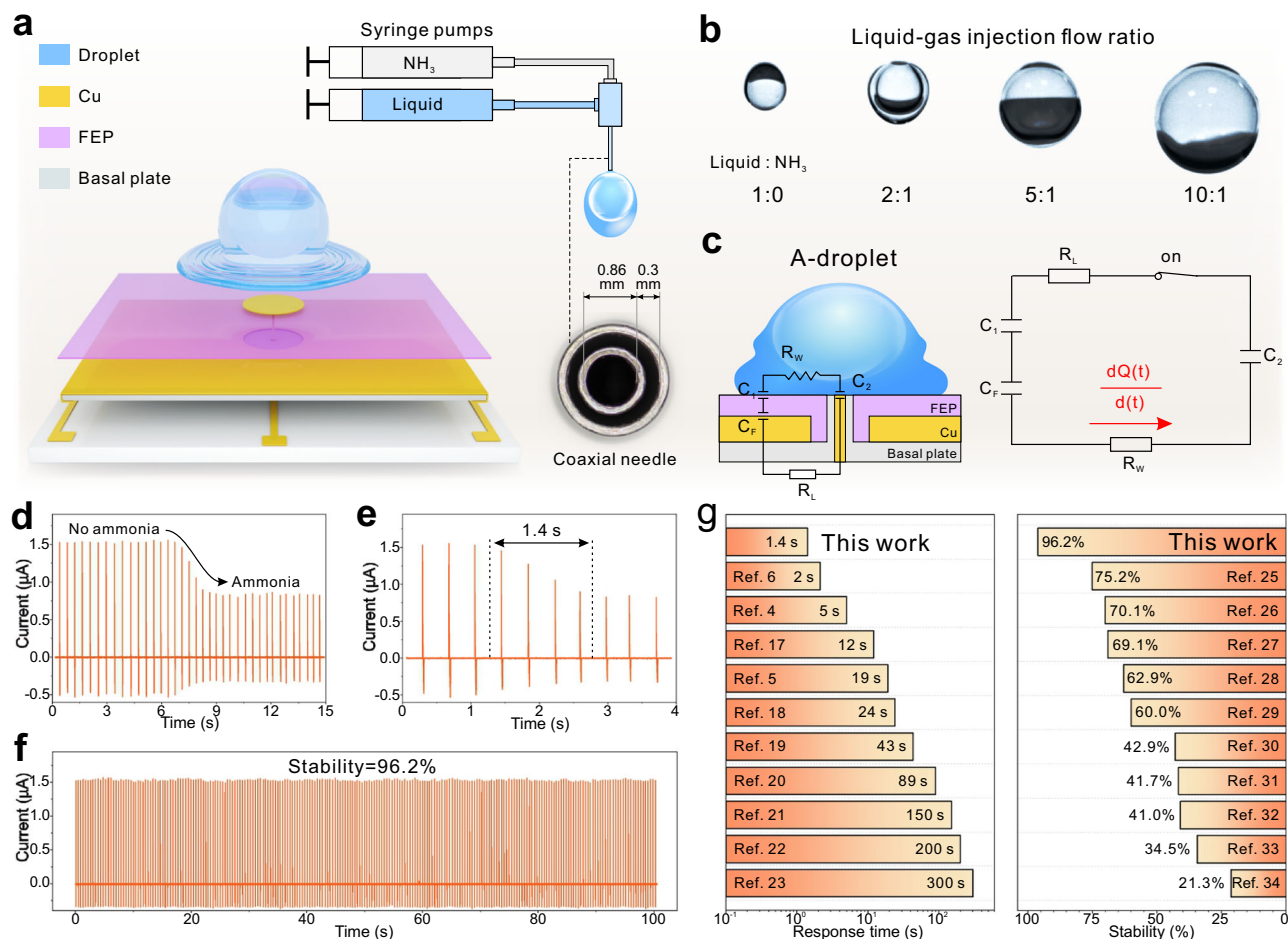 a
Droplet
Cu
FEP
Basal plate
Syringe pumps
NH3
Liquid
0.86
mm
0.3
mm
Coaxial needle
b
Liquid-gas injection flow ratio
Liquid : NH3
1:0
2:1
5:1
10:1
c
A-droplet
RW
C1
C2
CF
FEP
Cu
Basal plate
RL
RL
on
C1
C2
CF
dQ(t)
d(t)
RW
d
No ammonia
Ammonia
Current (μA)
1.5
1.0
0.5
0.0
-0.5
0 3 6 9 12 15
Time (s)
e
1.4 s
Current (μA)
1.5
1.0
0.5
0.0
-0.5
0 1 2 3 4
Time (s)
f
Stability=96.2%
Current (μA)
1.5
1.0
0.5
0.0
0 20 40 60 80 100
Time (s)
g
1.4 s This work
Ref. 6 2 s
Ref. 4 5 s
Ref. 17 12 s
Ref. 5 19 s
Ref. 18 24 s
Ref. 19 43 s
Ref. 20 89 s
Ref. 21 150 s
Ref. 22 200 s
Ref. 23 300 s
10-1 100 101 102
Response time (s)
96.2% This work
75.2% Ref. 25
70.1% Ref. 26
69.1% Ref. 27
62.9% Ref. 28
60.0% Ref. 29
42.9% Ref. 30
41.7% Ref. 31
41.0% Ref. 32
34.5% Ref. 33
21.3% Ref. 34
100 75 50 25 0
Stability (%)